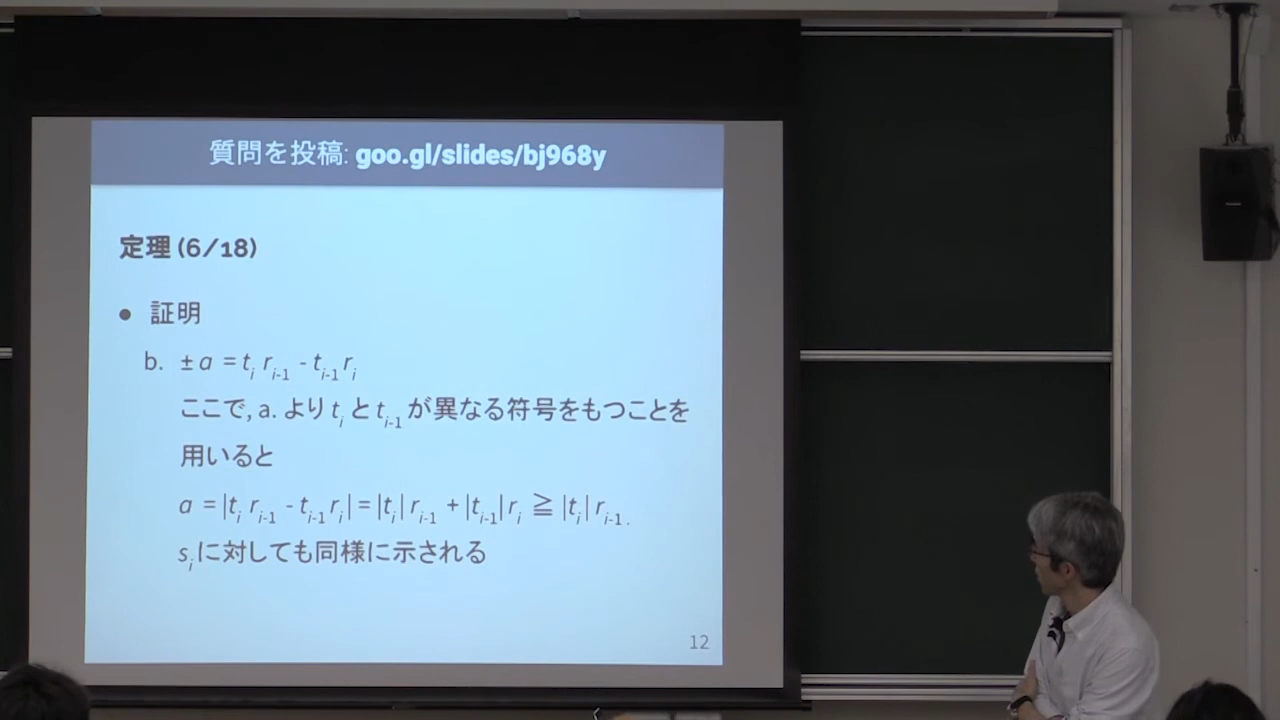 質問を投稿: goo.gl/slides/bj968y
定理 (6/18)
● 証明
b. ± a = t_i r_{i-1} - t_{i-1} r_i
ここで, a. より t_i と t_{i-1} が異なる符号をもつことを
用いると
a = |t_i r_{i-1} - t_{i-1} r_i| = |t_i| r_{i-1} + |t_{i-1}| r_i ≧ |t_i| r_{i-1}.
s_i に対しても同様に示される
12